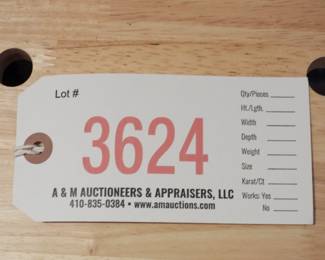 Lot #
3624
A & M AUCTIONEERS & APPRAISERS, LLC
410-835-0384 • www.amauctions.com
Qty/Pieces
Ht./Lgth.
Width
Depth
Weight
Size
Karat/Ct
Works: Yes
No